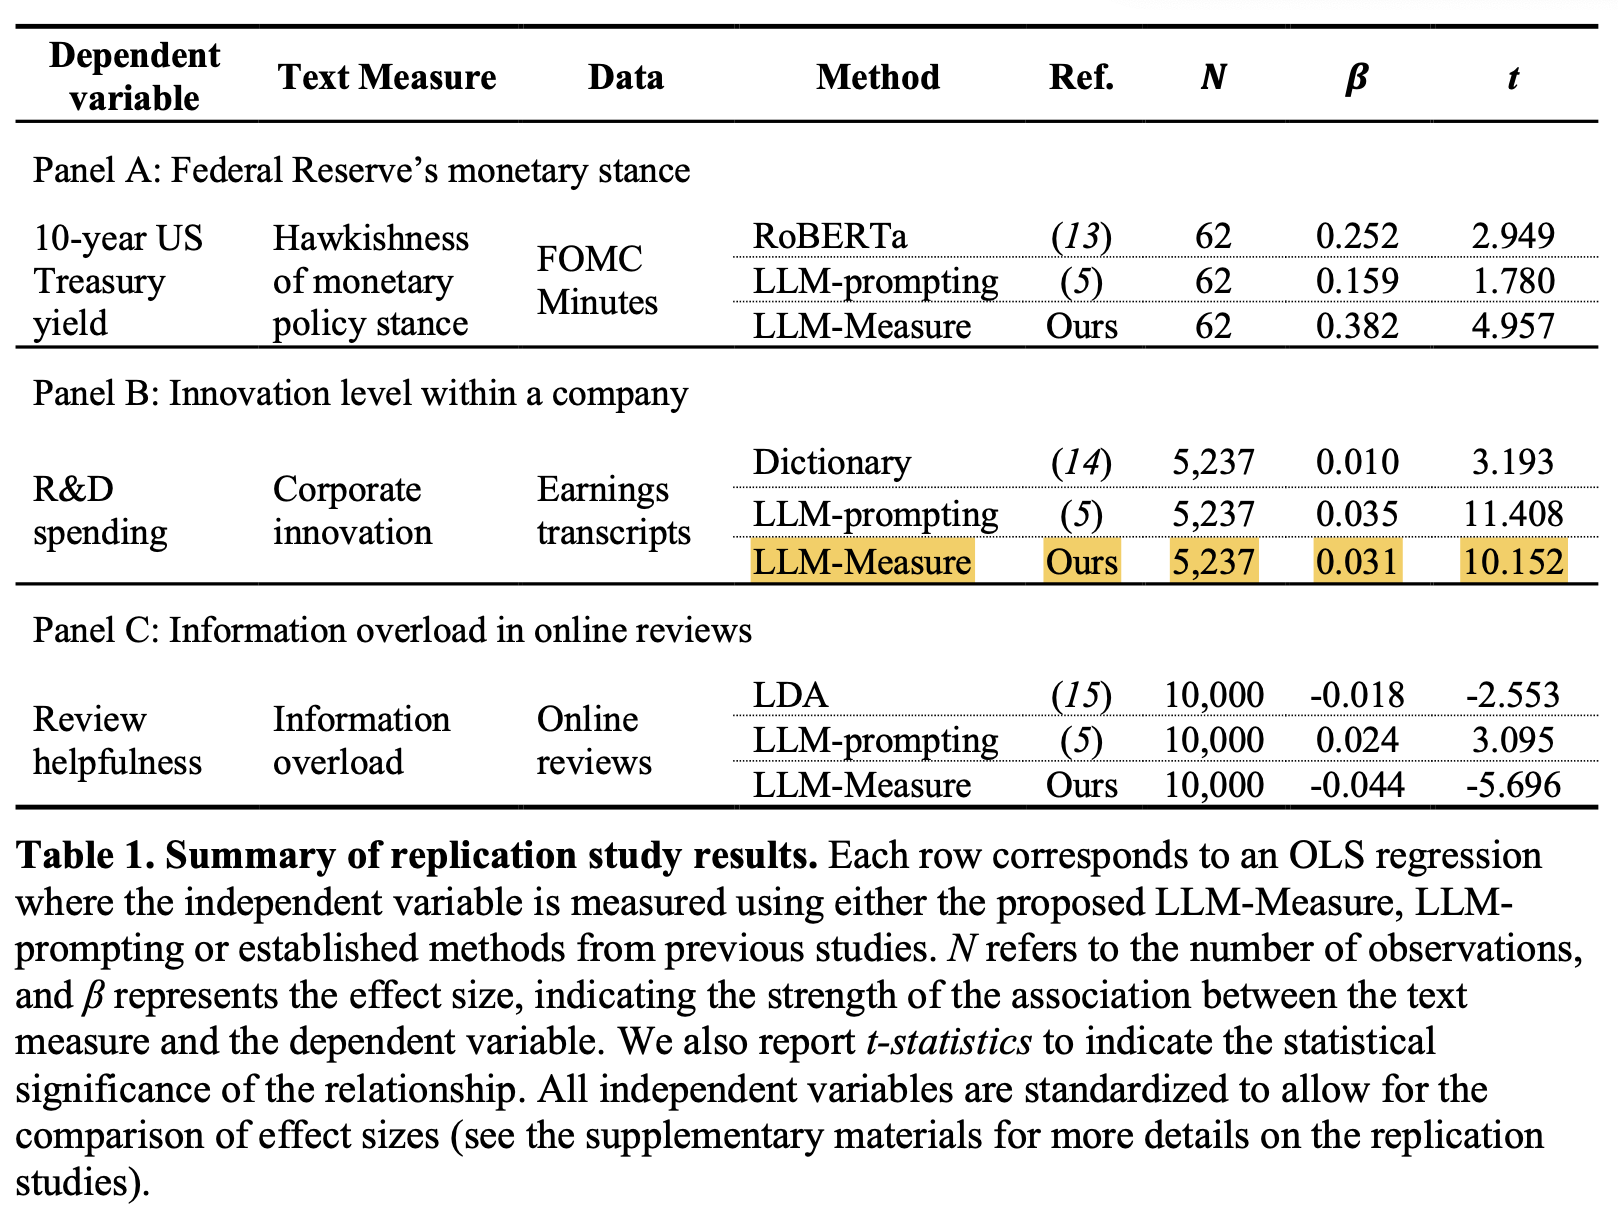 Dependent variable Text Measure Data Method Ref. N β t
Panel A: Federal Reserve's monetary stance
10-year US Treasury yield Hawkishness of monetary policy stance FOMC Minutes RoBERTa (13) 62 0.252 2.949
LLM-prompting (5) 62 0.159 1.780
LLM-Measure Ours 62 0.382 4.957
Panel B: Innovation level within a company
R&D spending Corporate innovation Earnings transcripts Dictionary (14) 5,237 0.010 3.193
LLM-prompting (5) 5,237 0.035 11.408
LLM-Measure Ours 5,237 0.031 10.152
Panel C: Information overload in online reviews
Review helpfulness Information overload Online reviews LDA (15) 10,000 -0.018 -2.553
LLM-prompting (5) 10,000 0.024 3.095
LLM-Measure Ours 10,000 -0.044 -5.696
Table 1. Summary of replication study results. Each row corresponds to an OLS regression
where the independent variable is measured using either the proposed LLM-Measure, LLM-
prompting or established methods from previous studies. N refers to the number of observations,
and β represents the effect size, indicating the strength of the association between the text
measure and the dependent variable. We also report t-statistics to indicate the statistical
significance of the relationship. All independent variables are standardized to allow for the
comparison of effect sizes (see the supplementary materials for more details on the replication
studies).